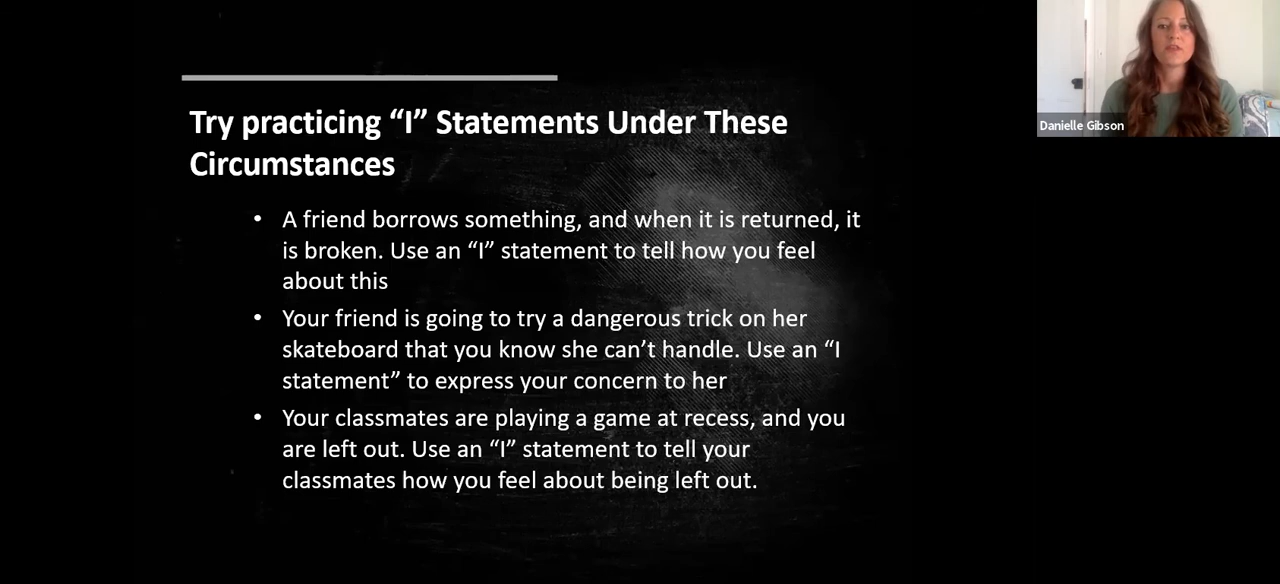 Try practicing “I” Statements Under These
Circumstances
• A friend borrows something, and when it is returned, it
is broken. Use an “I” statement to tell how you feel
about this
• Your friend is going to try a dangerous trick on her
skateboard that you know she can’t handle. Use an “I
statement” to express your concern to her
• Your classmates are playing a game at recess, and you
are left out. Use an “I” statement to tell your
classmates how you feel about being left out.
Danielle Gibson